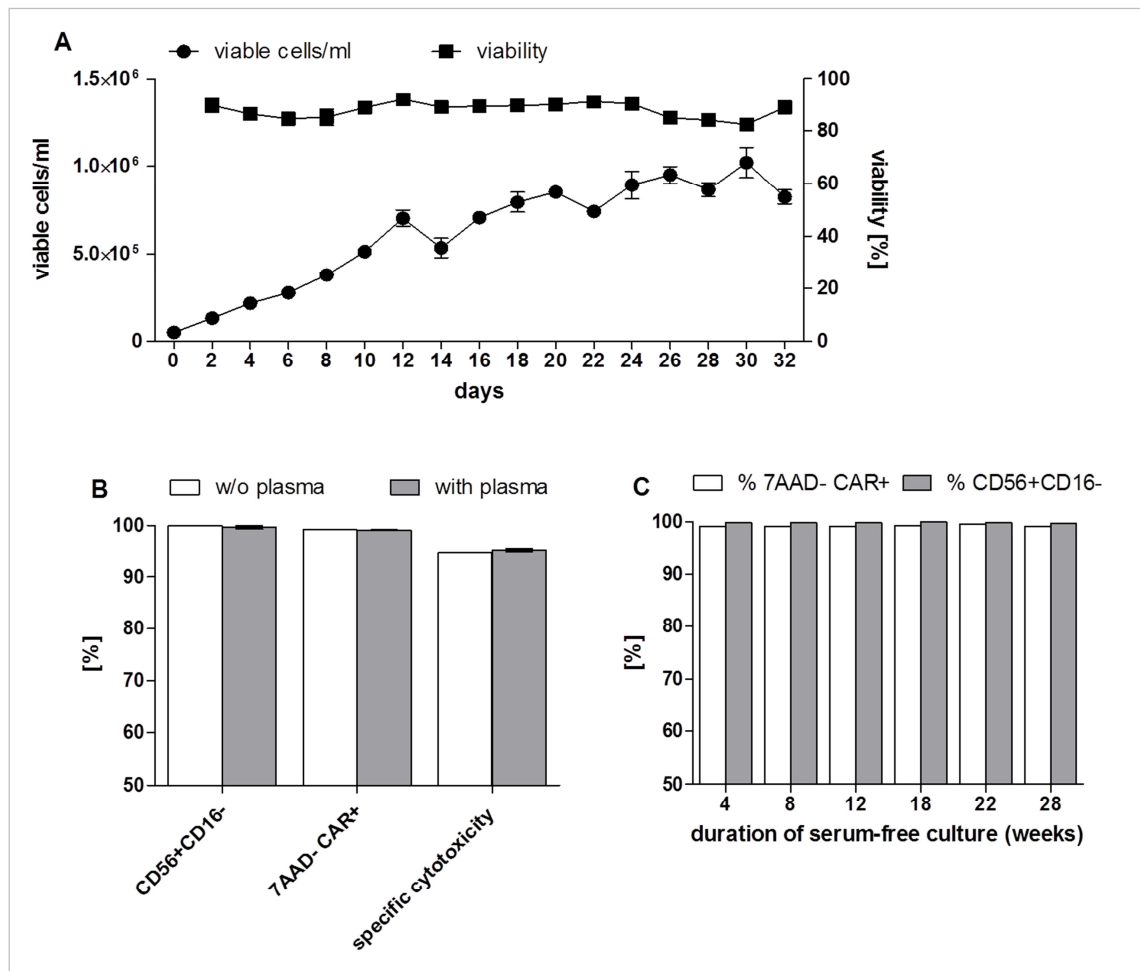 A
viable cells/ml
viability
1.5×10⁶
1.0×10⁶
5.0×10⁵
0
viable cells/ml
100
80
60
40
20
0
viability [%]
0 2 4 6 8 10 12 14 16 18 20 22 24 26 28 30 32
days
B
w/o plasma
with plasma
100
90
80
70
60
50
[%]
CD56+CD16-
7AAD- CAR+
specific cytotoxicity
C
% 7AAD- CAR+
% CD56+CD16-
100
90
80
70
60
50
[%]
4 8 12 18 22 28
duration of serum-free culture (weeks)